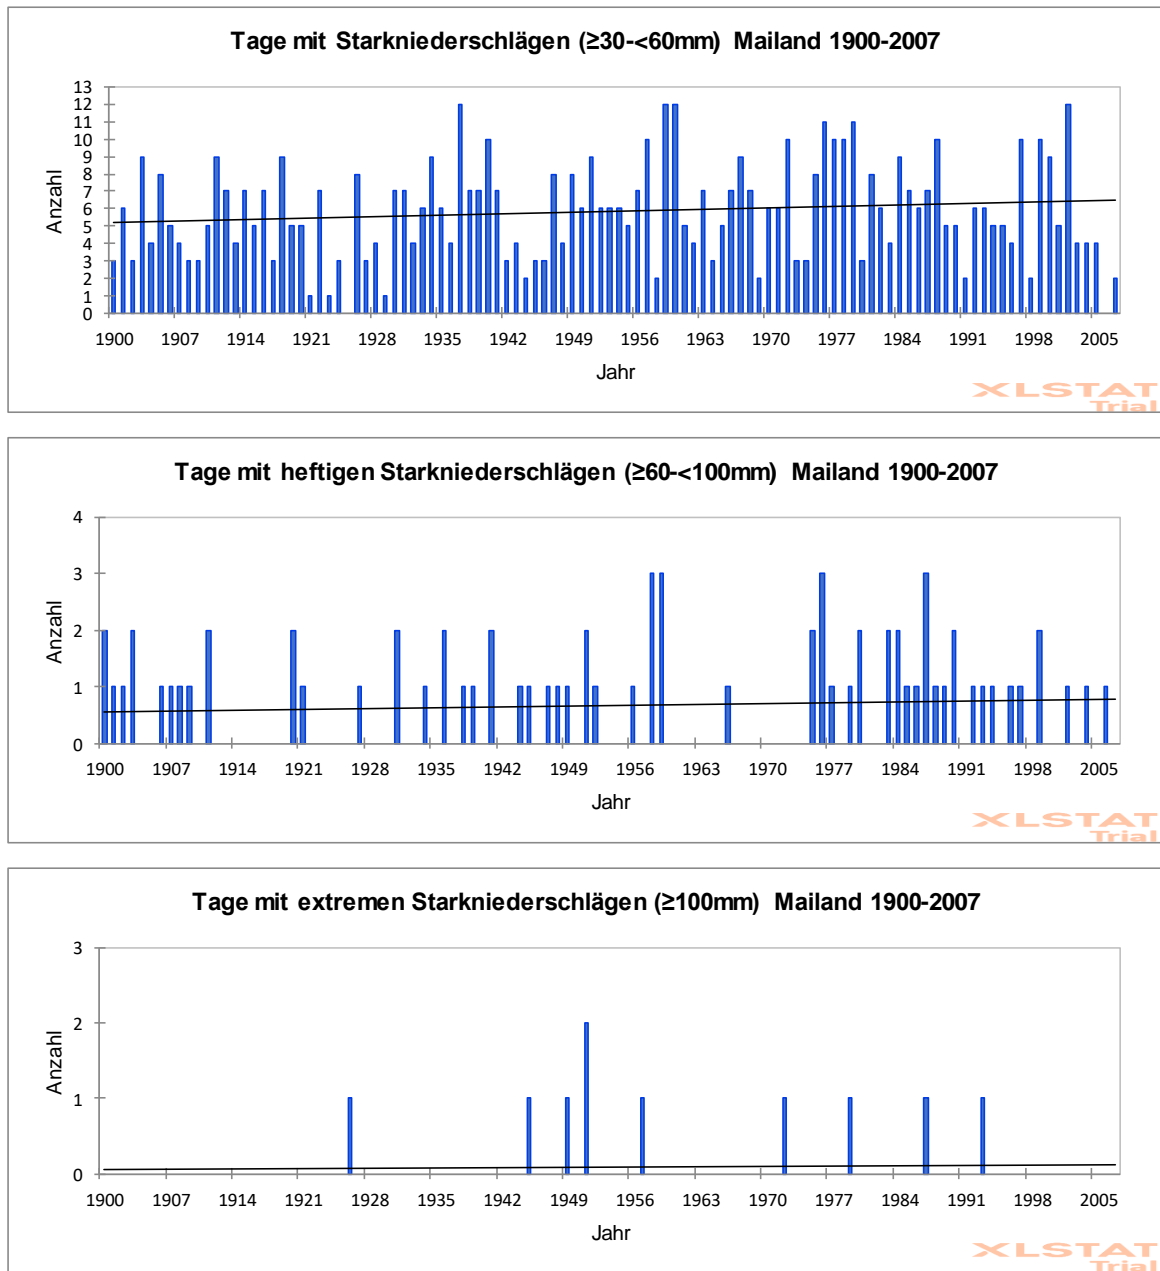 Tage mit Starkniederschlägen (≥30-<60mm) Mailand 1900-2007
13
12
11
10
9
8
7
6
5
4
3
2
1
0
Anzahl
1900 1907 1914 1921 1928 1935 1942 1949 1956 1963 1970 1977 1984 1991 1998 2005
Jahr
XLSTAT
Trial
Tage mit heftigen Starkniederschlägen (≥60-<100mm) Mailand 1900-2007
4
3
2
1
0
Anzahl
1900 1907 1914 1921 1928 1935 1942 1949 1956 1963 1970 1977 1984 1991 1998 2005
Jahr
XLSTAT
Trial
Tage mit extremen Starkniederschlägen (≥100mm) Mailand 1900-2007
3
2
1
0
Anzahl
1900 1907 1914 1921 1928 1935 1942 1949 1956 1963 1970 1977 1984 1991 1998 2005
Jahr
XLSTAT
Trial